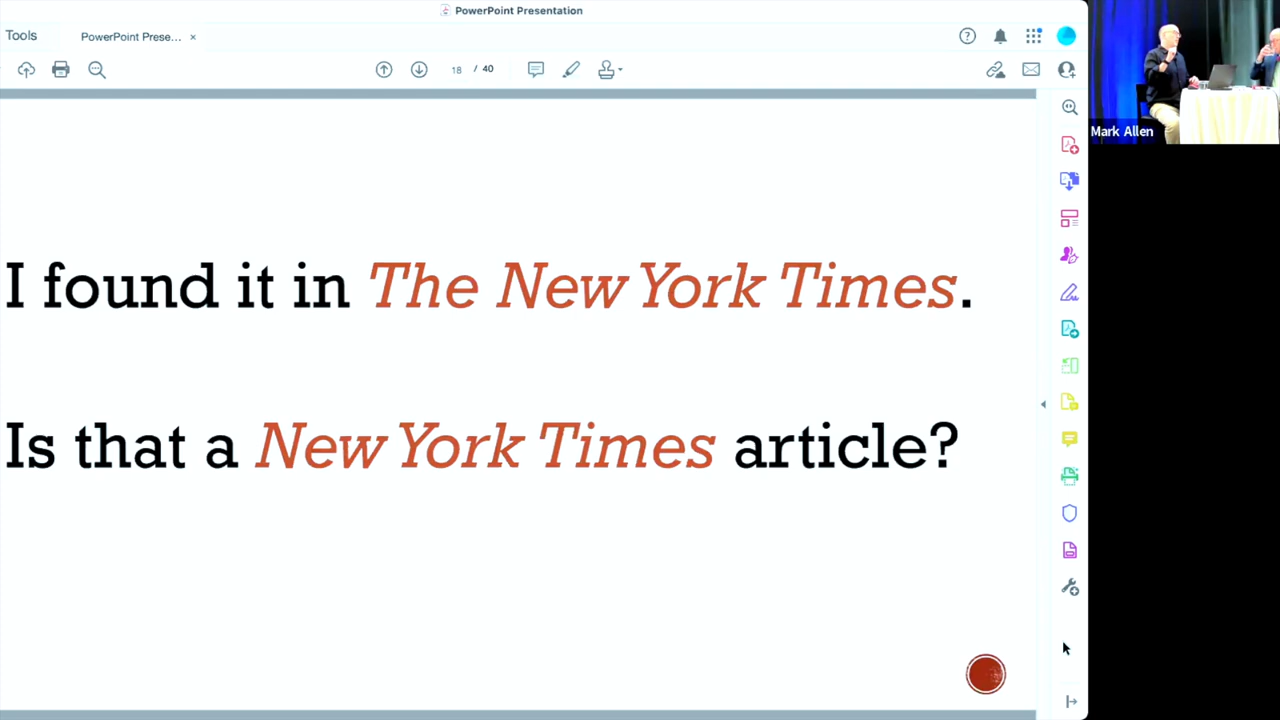 PowerPoint Presentation
Tools
PowerPoint Prese... ×
18 / 40
Mark Allen
I found it in The New York Times.
Is that a New York Times article?